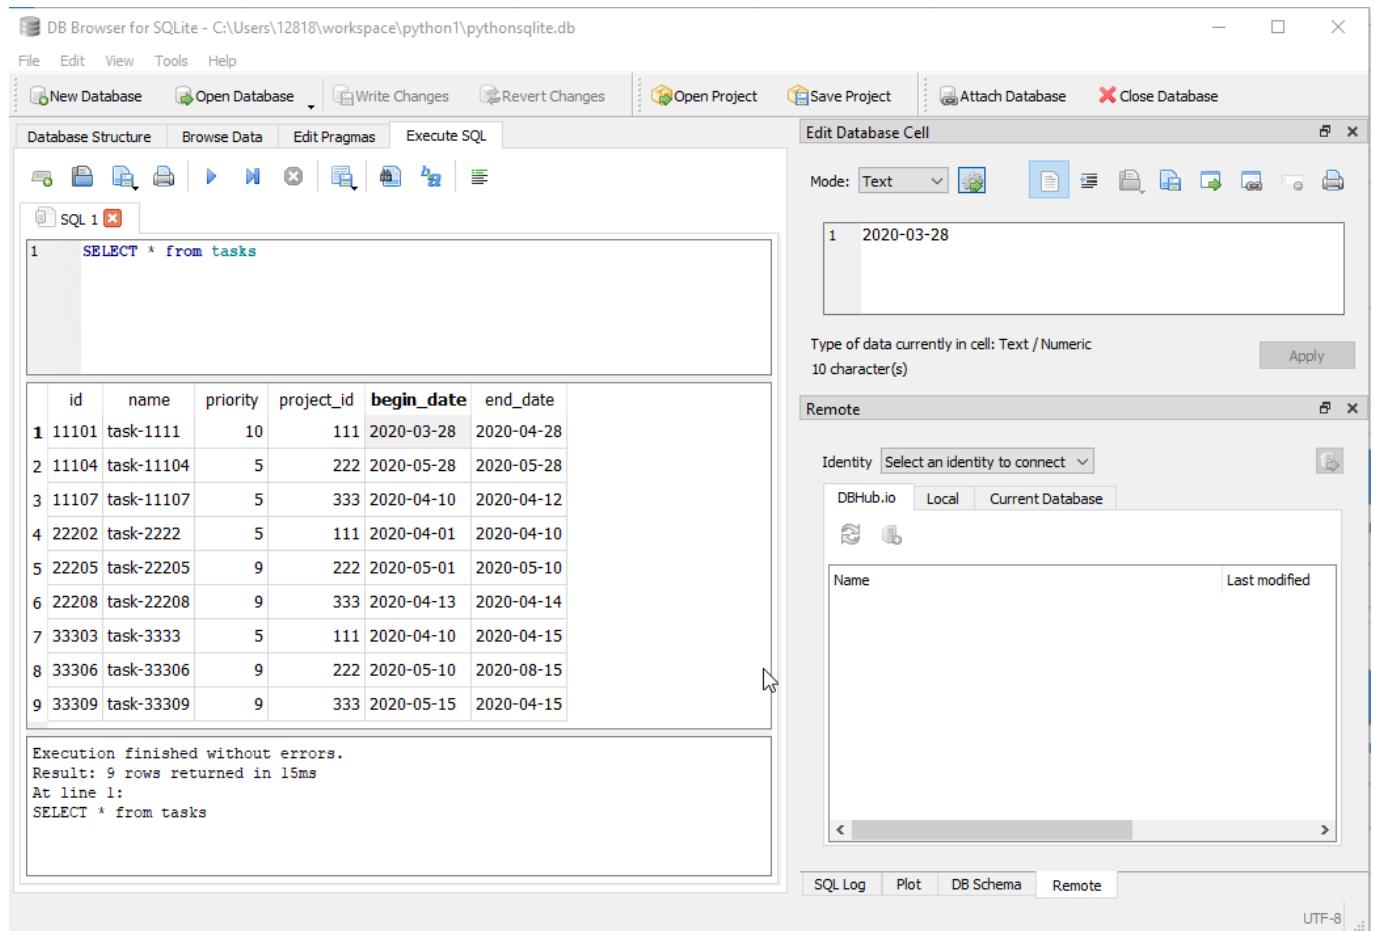 DB Browser for SQLite - C:\Users\12818\workspace\python1\pythonsqlite.db
File Edit View Tools Help
New Database Open Database Write Changes Revert Changes Open Project Save Project Attach Database Close Database
Database Structure Browse Data Edit Pragmas Execute SQL
SQL 1
1 SELECT * from tasks
id name priority project_id begin_date end_date
1 11101 task-1111 10 111 2020-03-28 2020-04-28
2 11104 task-11104 5 222 2020-05-28 2020-05-28
3 11107 task-11107 5 333 2020-04-10 2020-04-12
4 22202 task-2222 5 111 2020-04-01 2020-04-10
5 22205 task-22205 9 222 2020-05-01 2020-05-10
6 22208 task-22208 9 333 2020-04-13 2020-04-14
7 33303 task-3333 5 111 2020-04-10 2020-04-15
8 33306 task-33306 9 222 2020-05-10 2020-08-15
9 33309 task-33309 9 333 2020-05-15 2020-04-15
Execution finished without errors.
Result: 9 rows returned in 15ms
At line 1:
SELECT * from tasks
Edit Database Cell
Mode: Text
1 2020-03-28
Type of data currently in cell: Text / Numeric
10 character(s)
Apply
Remote
Identity Select an identity to connect
DBHub.io Local Current Database
Name Last modified
SQL Log Plot DB Schema Remote
UTF-8